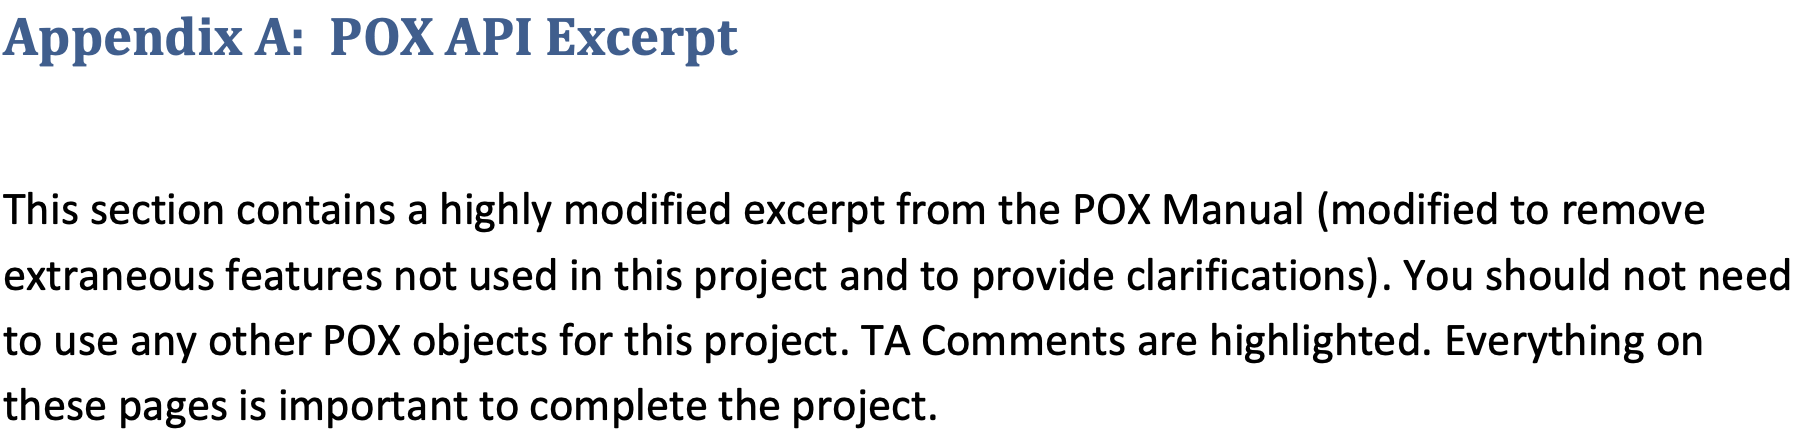 Appendix A:  POX API Excerpt
This section contains a highly modified excerpt from the POX Manual (modified to remove
extraneous features not used in this project and to provide clarifications). You should not need
to use any other POX objects for this project. TA Comments are highlighted. Everything on
these pages is important to complete the project.